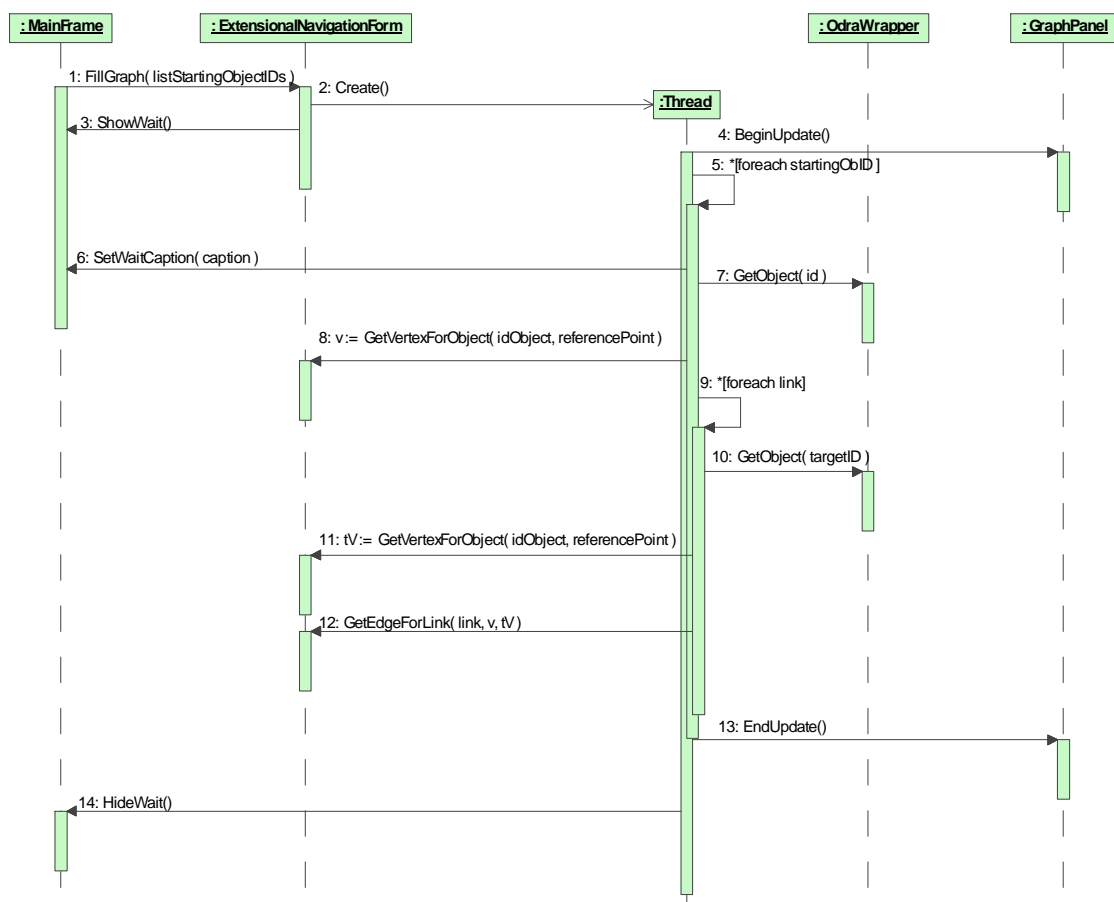 : MainFrame
: ExtensionalNavigationForm
: OdraWrapper
: GraphPanel
1: FillGraph( listStartingObjectIDs )
2: Create()
:Thread
3: ShowWait()
4: BeginUpdate()
5: *[foreach startingObID ]
6: SetWaitCaption( caption )
7: GetObject( id )
8: v:= GetVertexForObject( idObject, referencePoint )
9: *[foreach link]
10: GetObject( targetID )
11: tV:= GetVertexForObject( idObject, referencePoint )
12: GetEdgeForLink( link, v, tV )
13: EndUpdate()
14: HideWait()